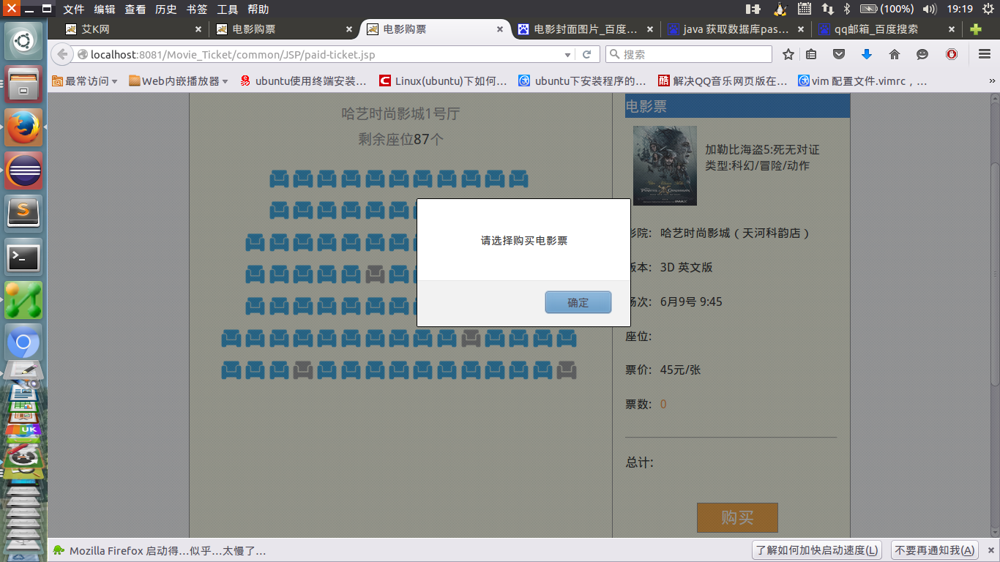 文件 编辑 查看 历史 书签 工具 帮助
(100%) 19:19
艾K网
电影购票
电影购票
电影封面图片_百度...
java 获取数据库pas...
qq邮箱_百度搜索
localhost:8081/Movie_Ticket/common/JSP/paid-ticket.jsp
搜索
最常访问
Web内嵌播放器
ubuntu使用终端安装...
Linux(ubuntu)下如何...
ubuntu下安装程序的...
解决QQ音乐网页版在...
vim 配置文件.vimrc，...
哈艺时尚影城1号厅
剩余座位87个
请选择购买电影票
确定
电影票
加勒比海盗5:死无对证
类型:科幻/冒险/动作
影院: 哈艺时尚影城（天河科韵店）
版本: 3D 英文版
场次: 6月9号 9:45
座位:
票价: 45元/张
票数: 0
总计:
购买
Mozilla Firefox 启动得...似乎...太慢了...
了解如何加快启动速度(L)
不要再通知我(A)